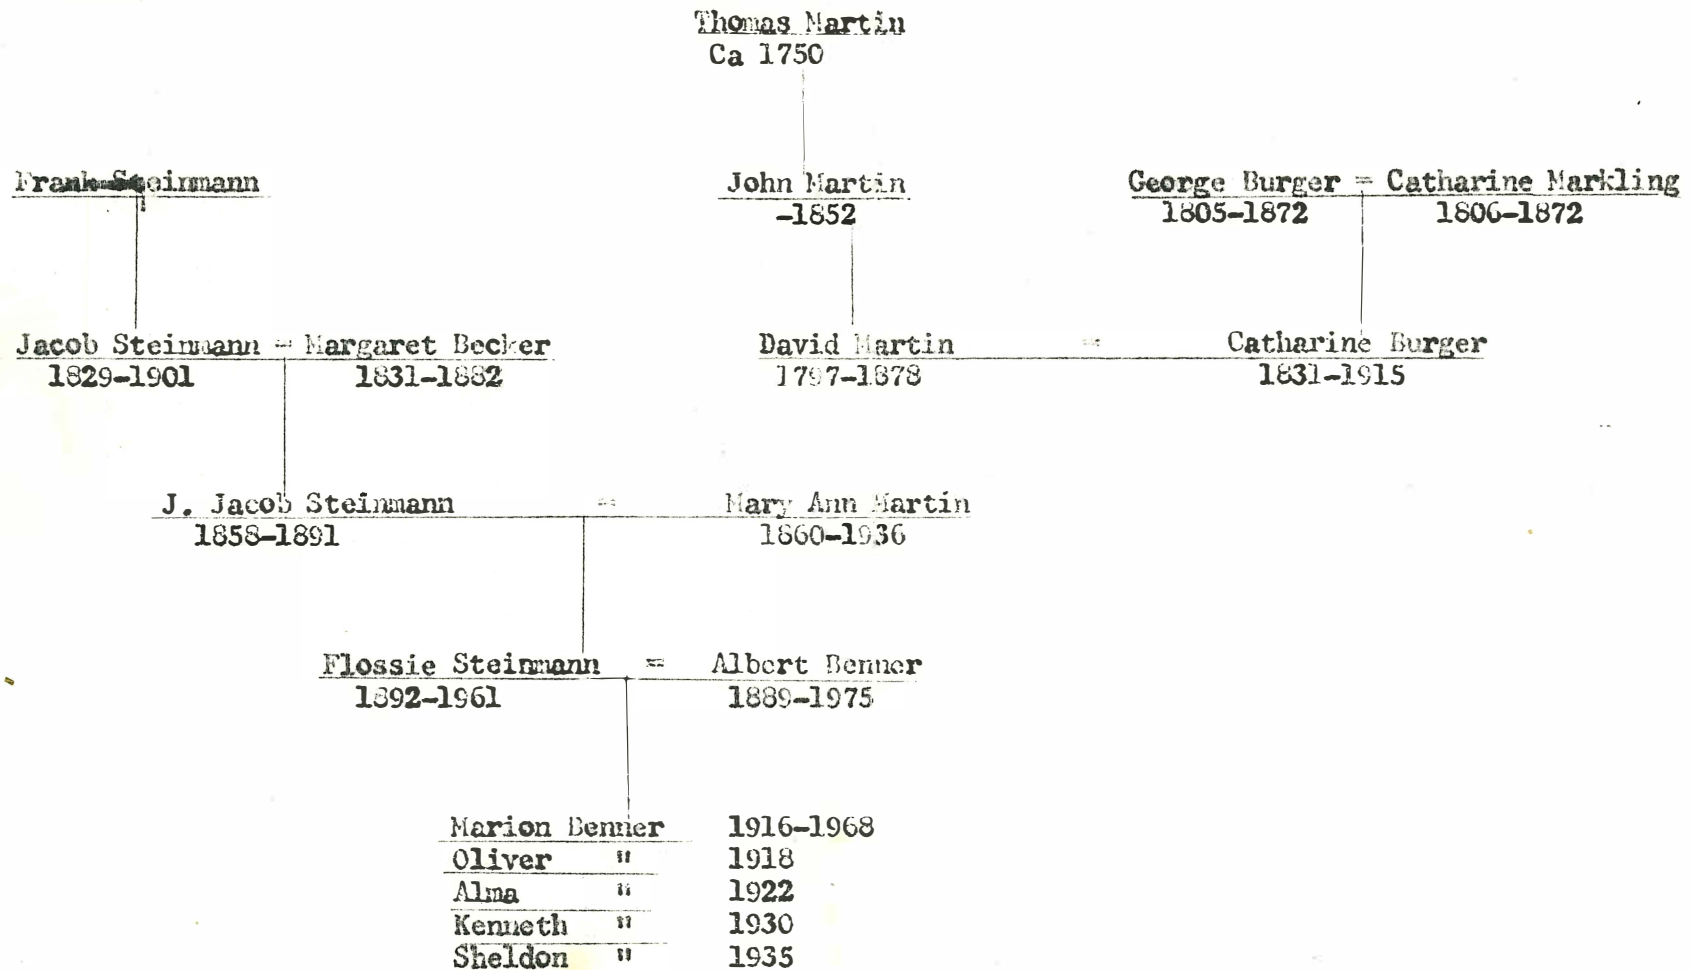 Thomas Martin
Ca 1750
Frank Steinmann John Martin George Burger = Catharine Markling
-1852 1805-1872 1806-1872
Jacob Steinmann = Margaret Becker David Martin = Catharine Burger
1829-1901 1831-1882 1797-1878 1831-1915
J. Jacob Steinmann = Mary Ann Martin
1858-1891 1860-1936
Flossie Steinmann = Albert Benner
1892-1961 1889-1975
Marion Benner 1916-1968
Oliver " 1918
Alma " 1922
Kenneth " 1930
Sheldon " 1935